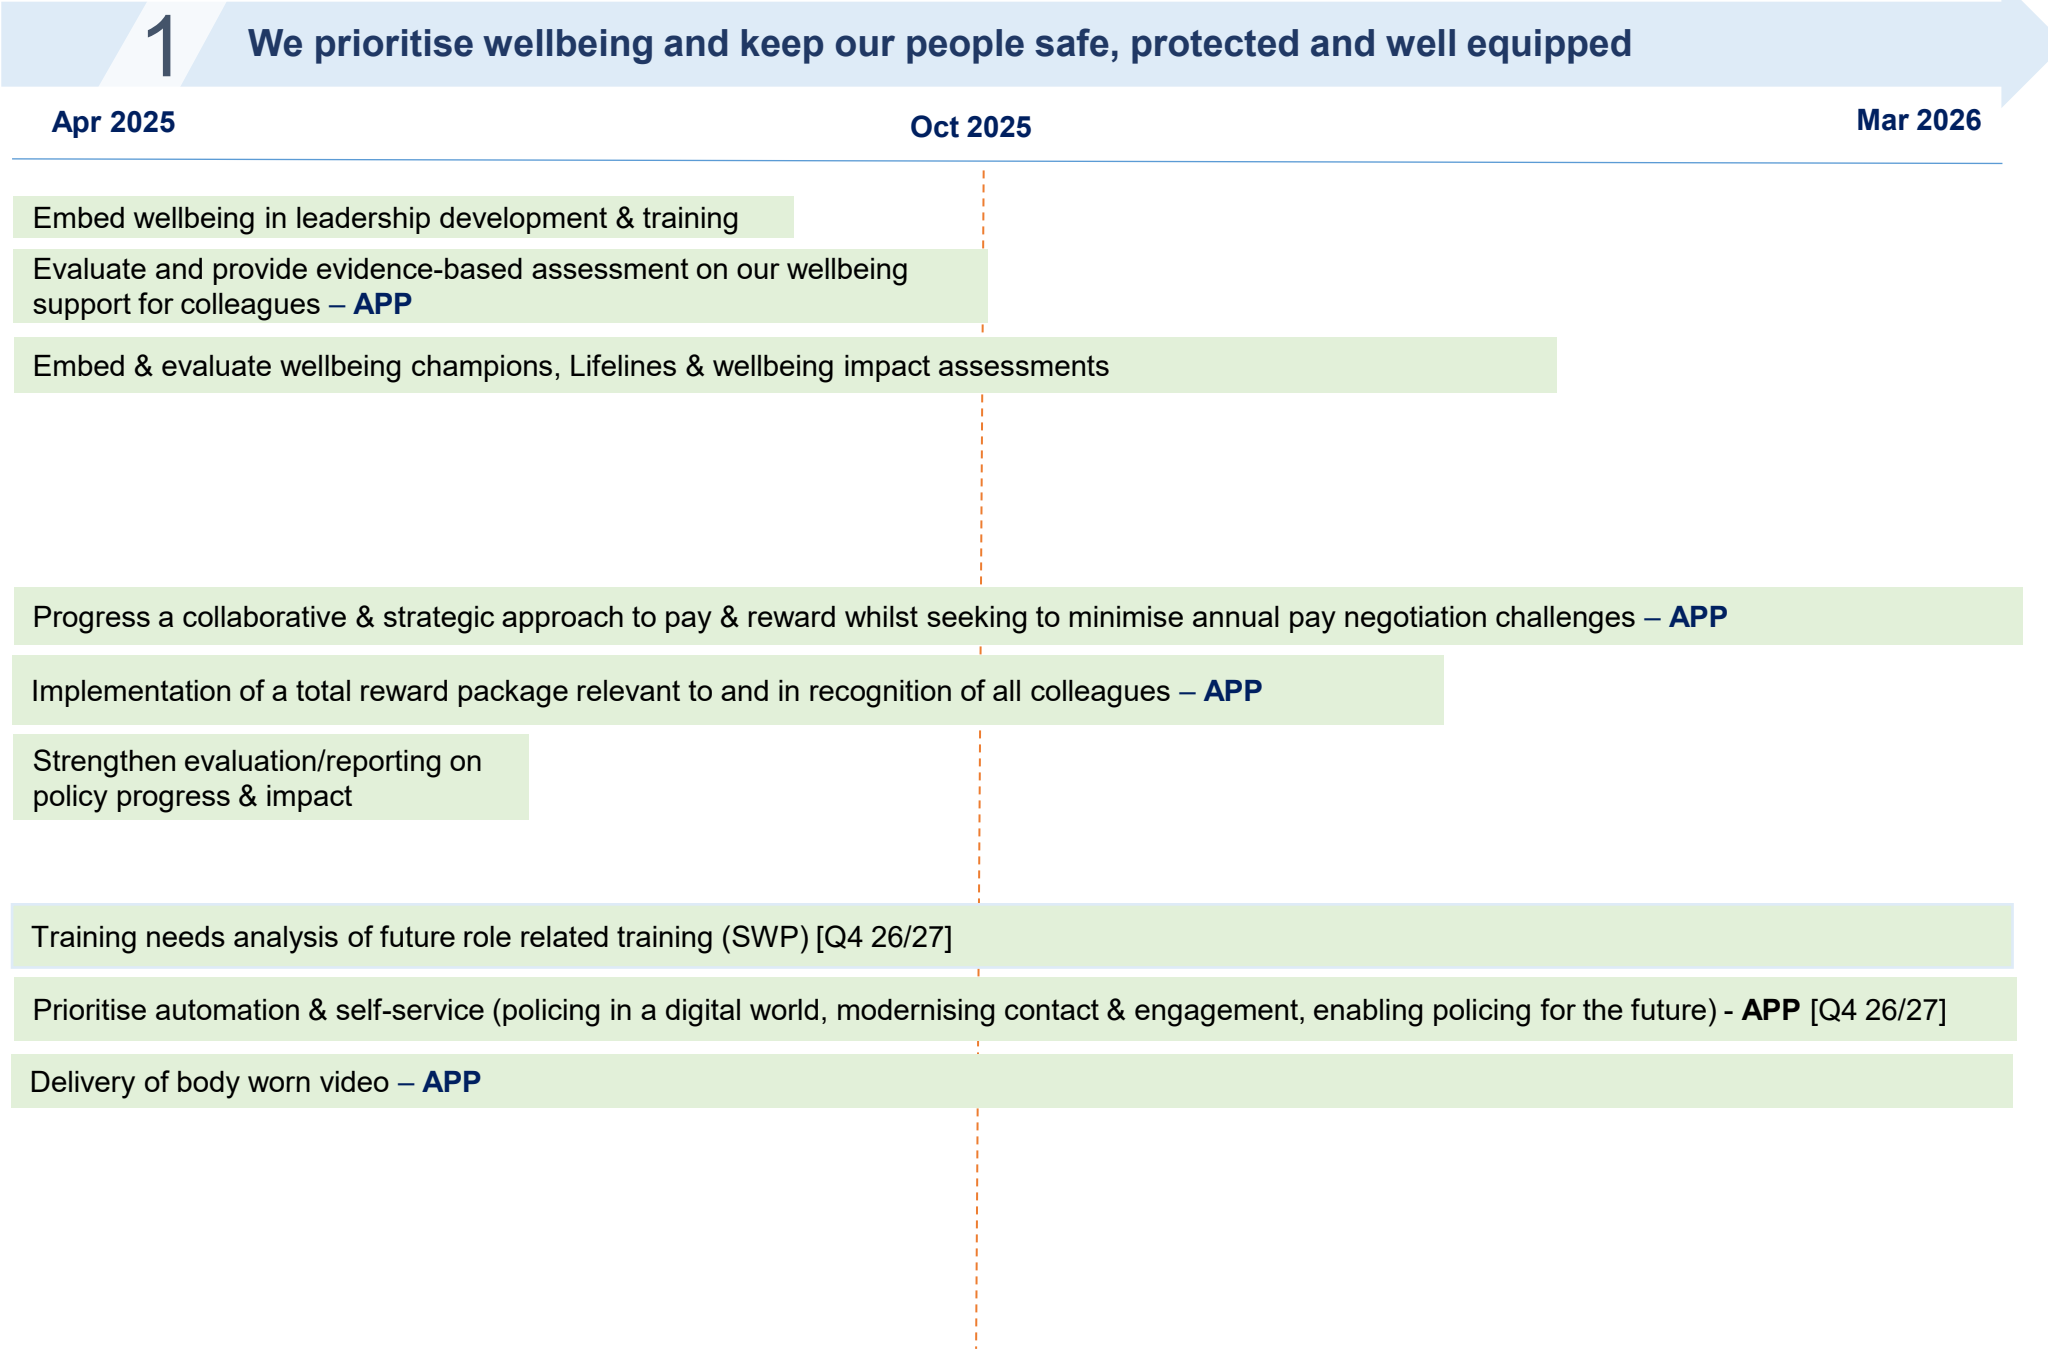 1
We prioritise wellbeing and keep our people safe, protected and well equipped
Apr 2025
Oct 2025
Mar 2026
Embed wellbeing in leadership development & training
Evaluate and provide evidence-based assessment on our wellbeing
support for colleagues – APP
Embed & evaluate wellbeing champions, Lifelines & wellbeing impact assessments
Progress a collaborative & strategic approach to pay & reward whilst seeking to minimise annual pay negotiation challenges – APP
Implementation of a total reward package relevant to and in recognition of all colleagues – APP
Strengthen evaluation/reporting on
policy progress & impact
Training needs analysis of future role related training (SWP) [Q4 26/27]
Prioritise automation & self-service (policing in a digital world, modernising contact & engagement, enabling policing for the future) - APP [Q4 26/27]
Delivery of body worn video – APP